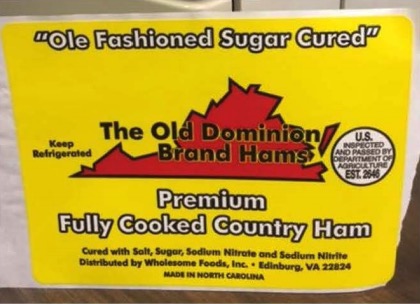 "Ole Fashioned Sugar Cured"
The Old Dominion
Brand Hams
Keep
Refrigerated
U.S.
INSPECTED
AND PASSED BY
DEPARTMENT OF
AGRICULTURE
EST. 2646
Premium
Fully Cooked Country Ham
Cured with Salt, Sugar, Sodium Nitrate and Sodium Nitrite
Distributed by Wholesome Foods, Inc. • Edinburg, VA 22824
MADE IN NORTH CAROLINA